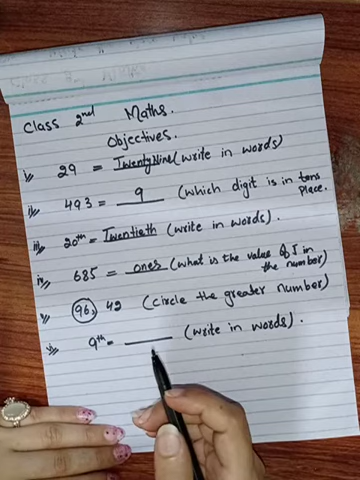 Class 2nd Maths.
Objectives.
i, 29 = Twenty Nine (write in words)
ii, 493 = 9 (which digit is in tens place.
iii, 20th = Twentieth (write in words).
iv, 685 = ones (what is the value of 5 in the number)
v, 96, 42 (circle the greater number)
vi, 9th = ______ (write in words).